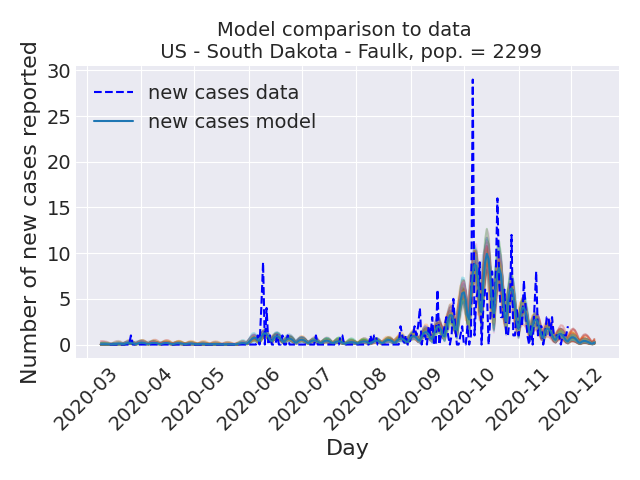 Model comparison to data
US - South Dakota - Faulk, pop. = 2299
Number of new cases reported
30
25
20
15
10
5
0
new cases data
new cases model
2020-03
2020-04
2020-05
2020-06
2020-07
2020-08
2020-09
2020-10
2020-11
2020-12
Day